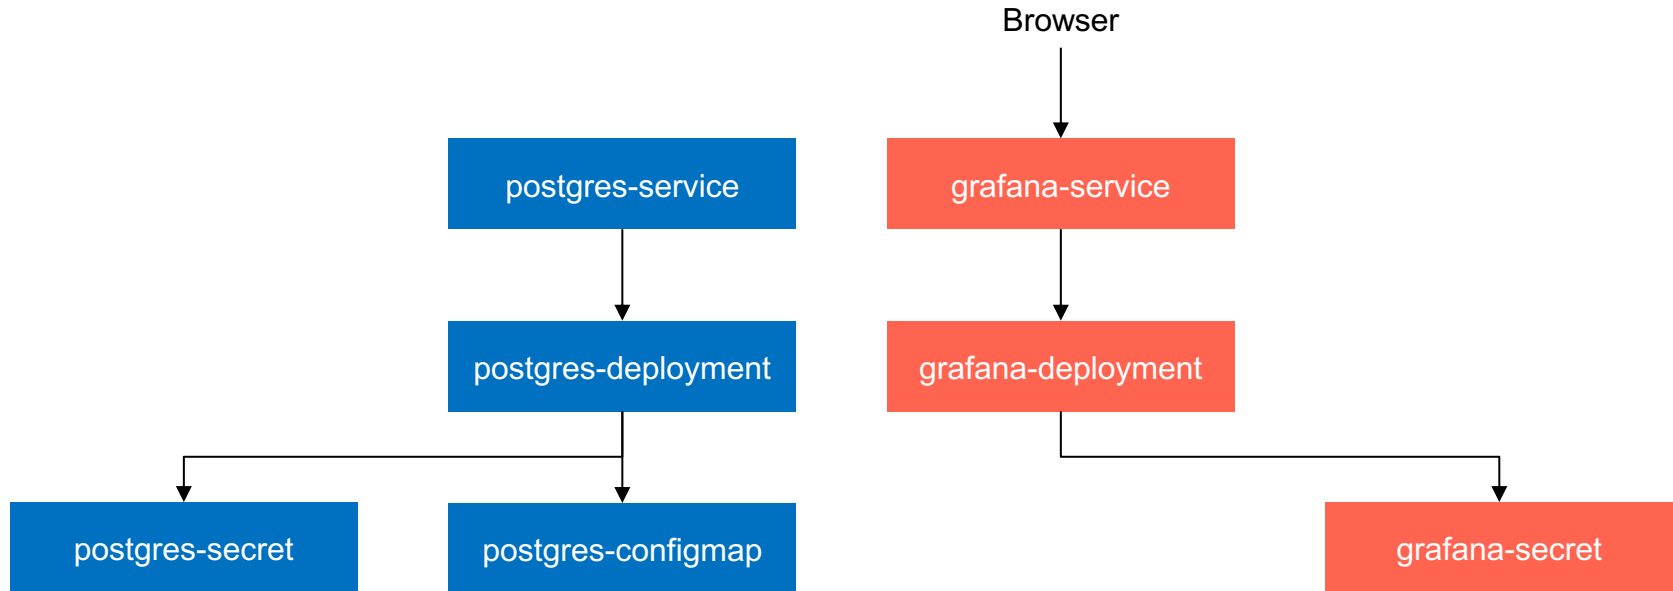 Browser
postgres-service
grafana-service
postgres-deployment
grafana-deployment
postgres-secret
postgres-configmap
grafana-secret